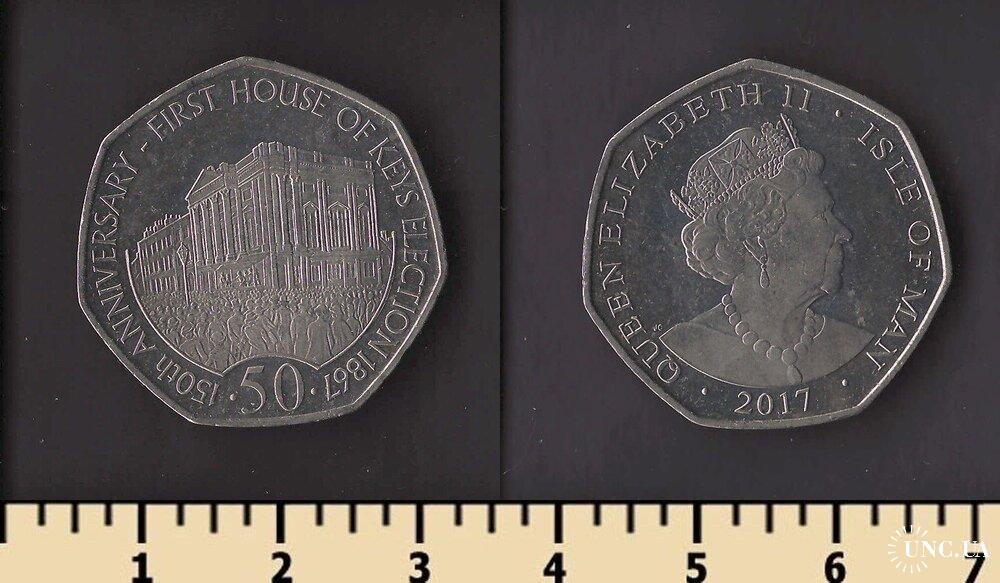 150th ANNIVERSARY - FIRST HOUSE OF KEYS ELECTION 1867
· 50 ·
QUEEN ELIZABETH II · ISLE OF MAN ·
· 2017
JC
1 2 3 4 5 6 7
UNC.UA